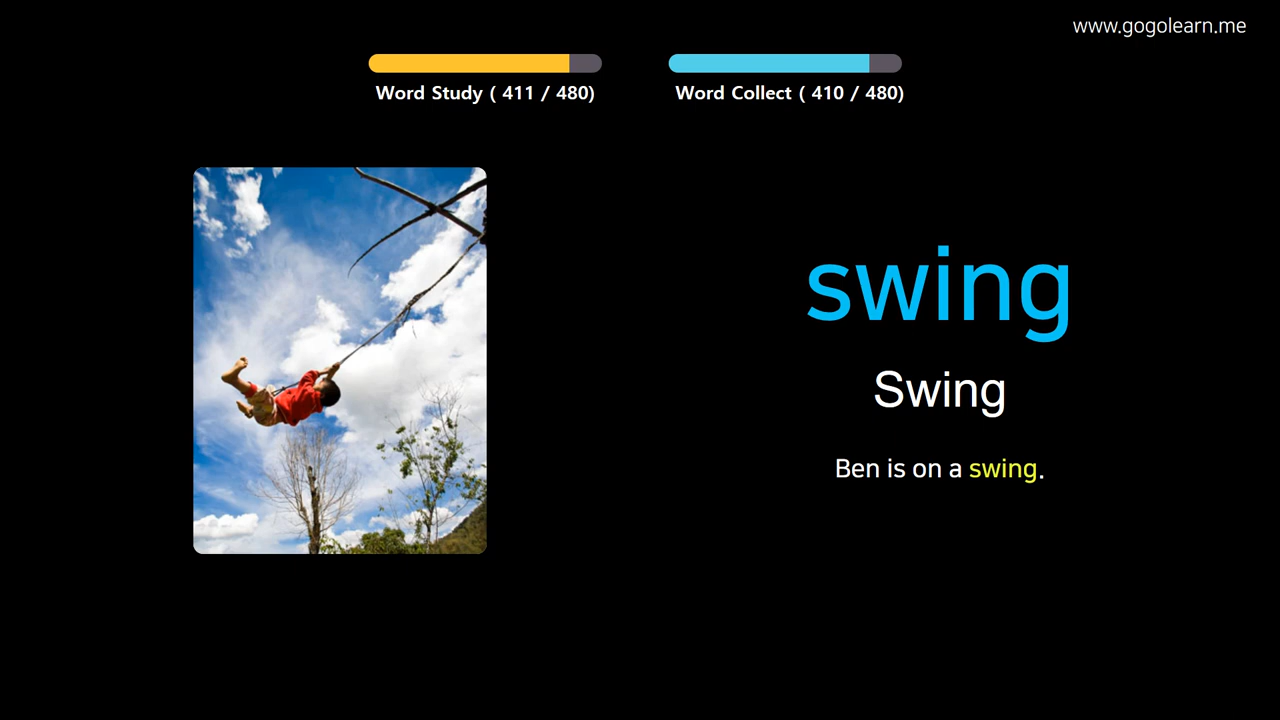 www.gogolearn.me
Word Study ( 411 / 480)
Word Collect ( 410 / 480)
swing
Swing
Ben is on a swing.